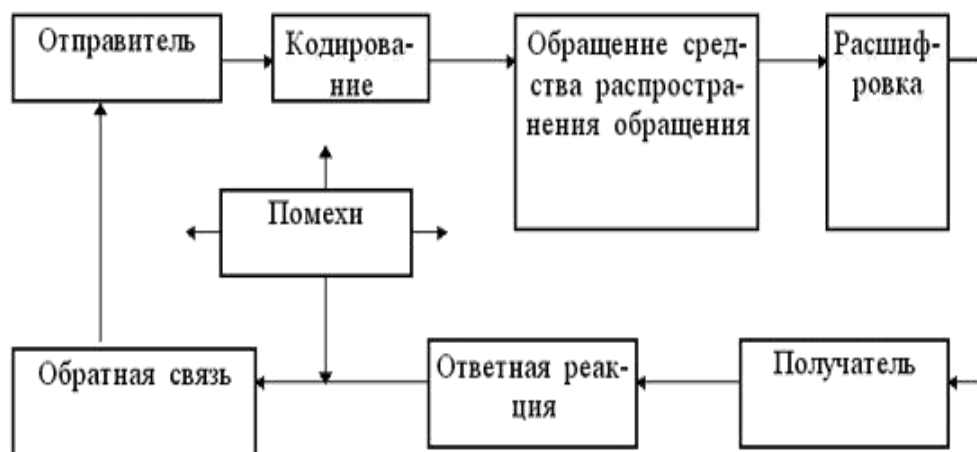 Отправитель
Кодирова-
ние
Обращение сред-
ства распростра-
нения обращения
Расшиф-
ровка
Помехи
Обратная связь
Ответная реак-
ция
Получатель